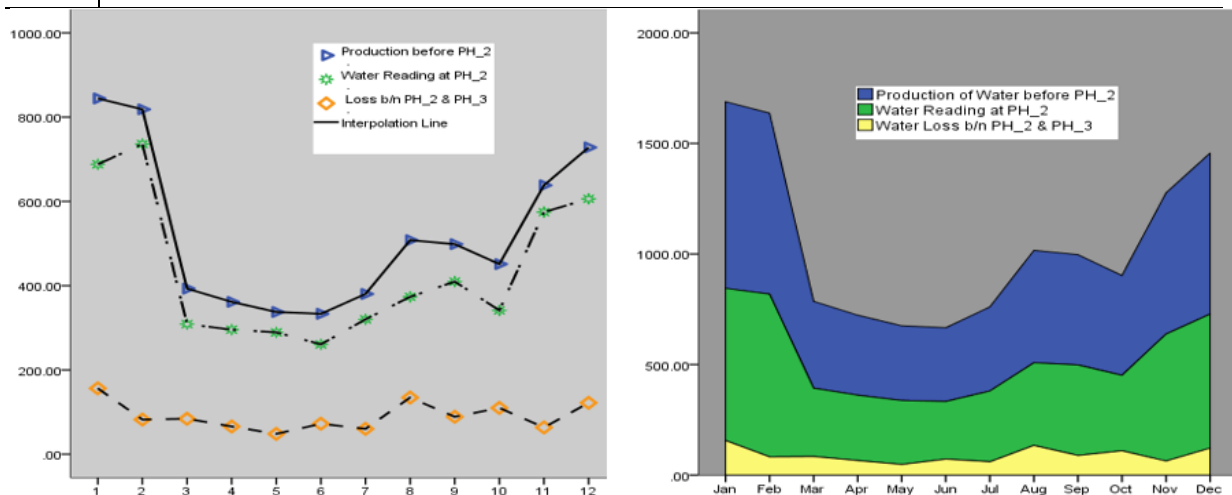 1000.00
800.00
600.00
400.00
200.00
.00
Production before PH_2
.
Water Reading at PH_2
.
Loss b/n PH_2 & PH_3
Interpolation Line
1 2 3 4 5 6 7 8 9 10 11 12
2000.00
1500.00
1000.00
500.00
.00
Production of Water before PH_2
Water Reading at PH_2
Water Loss b/n PH_2 & PH_3
Jan Feb Mar Apr May Jun Jul Aug Sep Oct Nov Dec